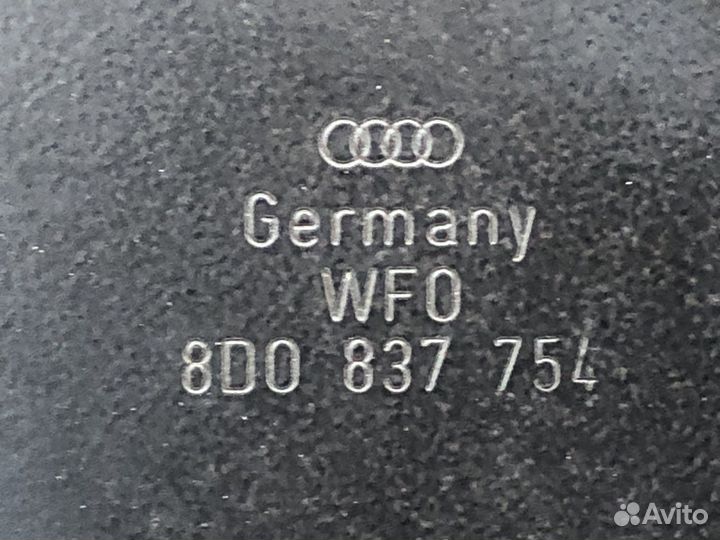 Germany
WFO
8D0 837 754
Avito